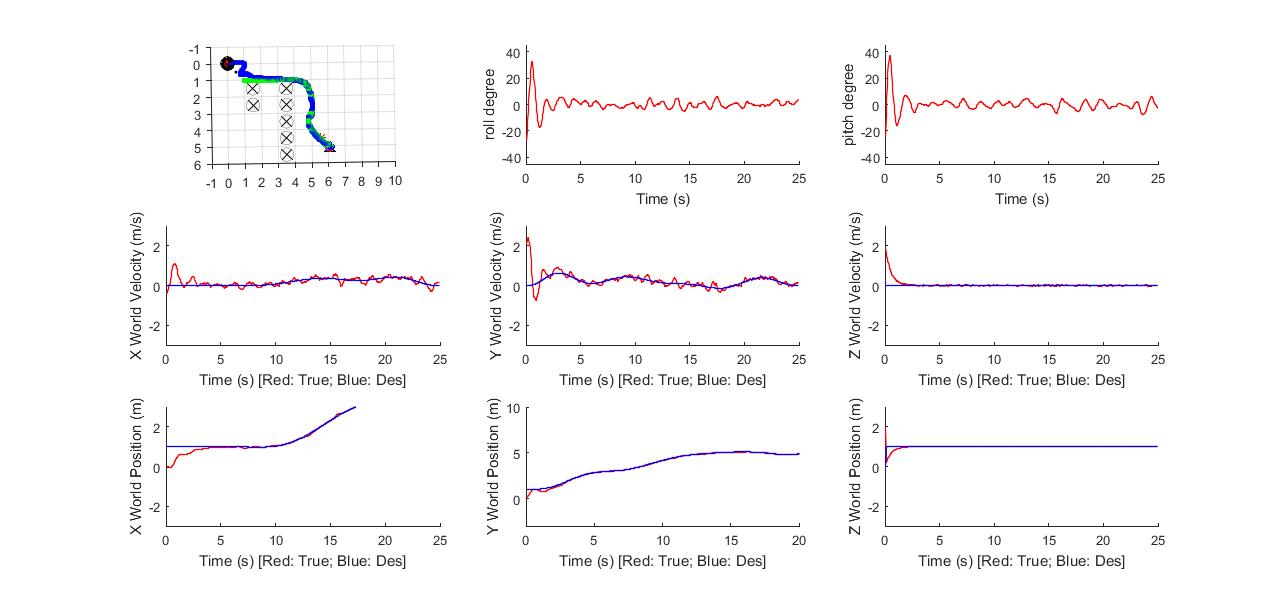 -1
0
1
2
3
4
5
6
-1 0 1 2 3 4 5 6 7 8 9 10
roll degree
40
20
0
-20
-40
0 5 10 15 20 25
Time (s)
pitch degree
40
20
0
-20
-40
0 5 10 15 20 25
Time (s)
X World Velocity (m/s)
2
0
-2
0 5 10 15 20 25
Time (s) [Red: True; Blue: Des]
Y World Velocity (m/s)
2
0
-2
0 5 10 15 20 25
Time (s) [Red: True; Blue: Des]
Z World Velocity (m/s)
2
0
-2
0 5 10 15 20 25
Time (s) [Red: True; Blue: Des]
X World Position (m)
2
0
-2
0 5 10 15 20 25
Time (s) [Red: True; Blue: Des]
Y World Position (m)
10
5
0
0 5 10 15 20
Time (s) [Red: True; Blue: Des]
Z World Position (m)
2
0
-2
0 5 10 15 20 25
Time (s) [Red: True; Blue: Des]